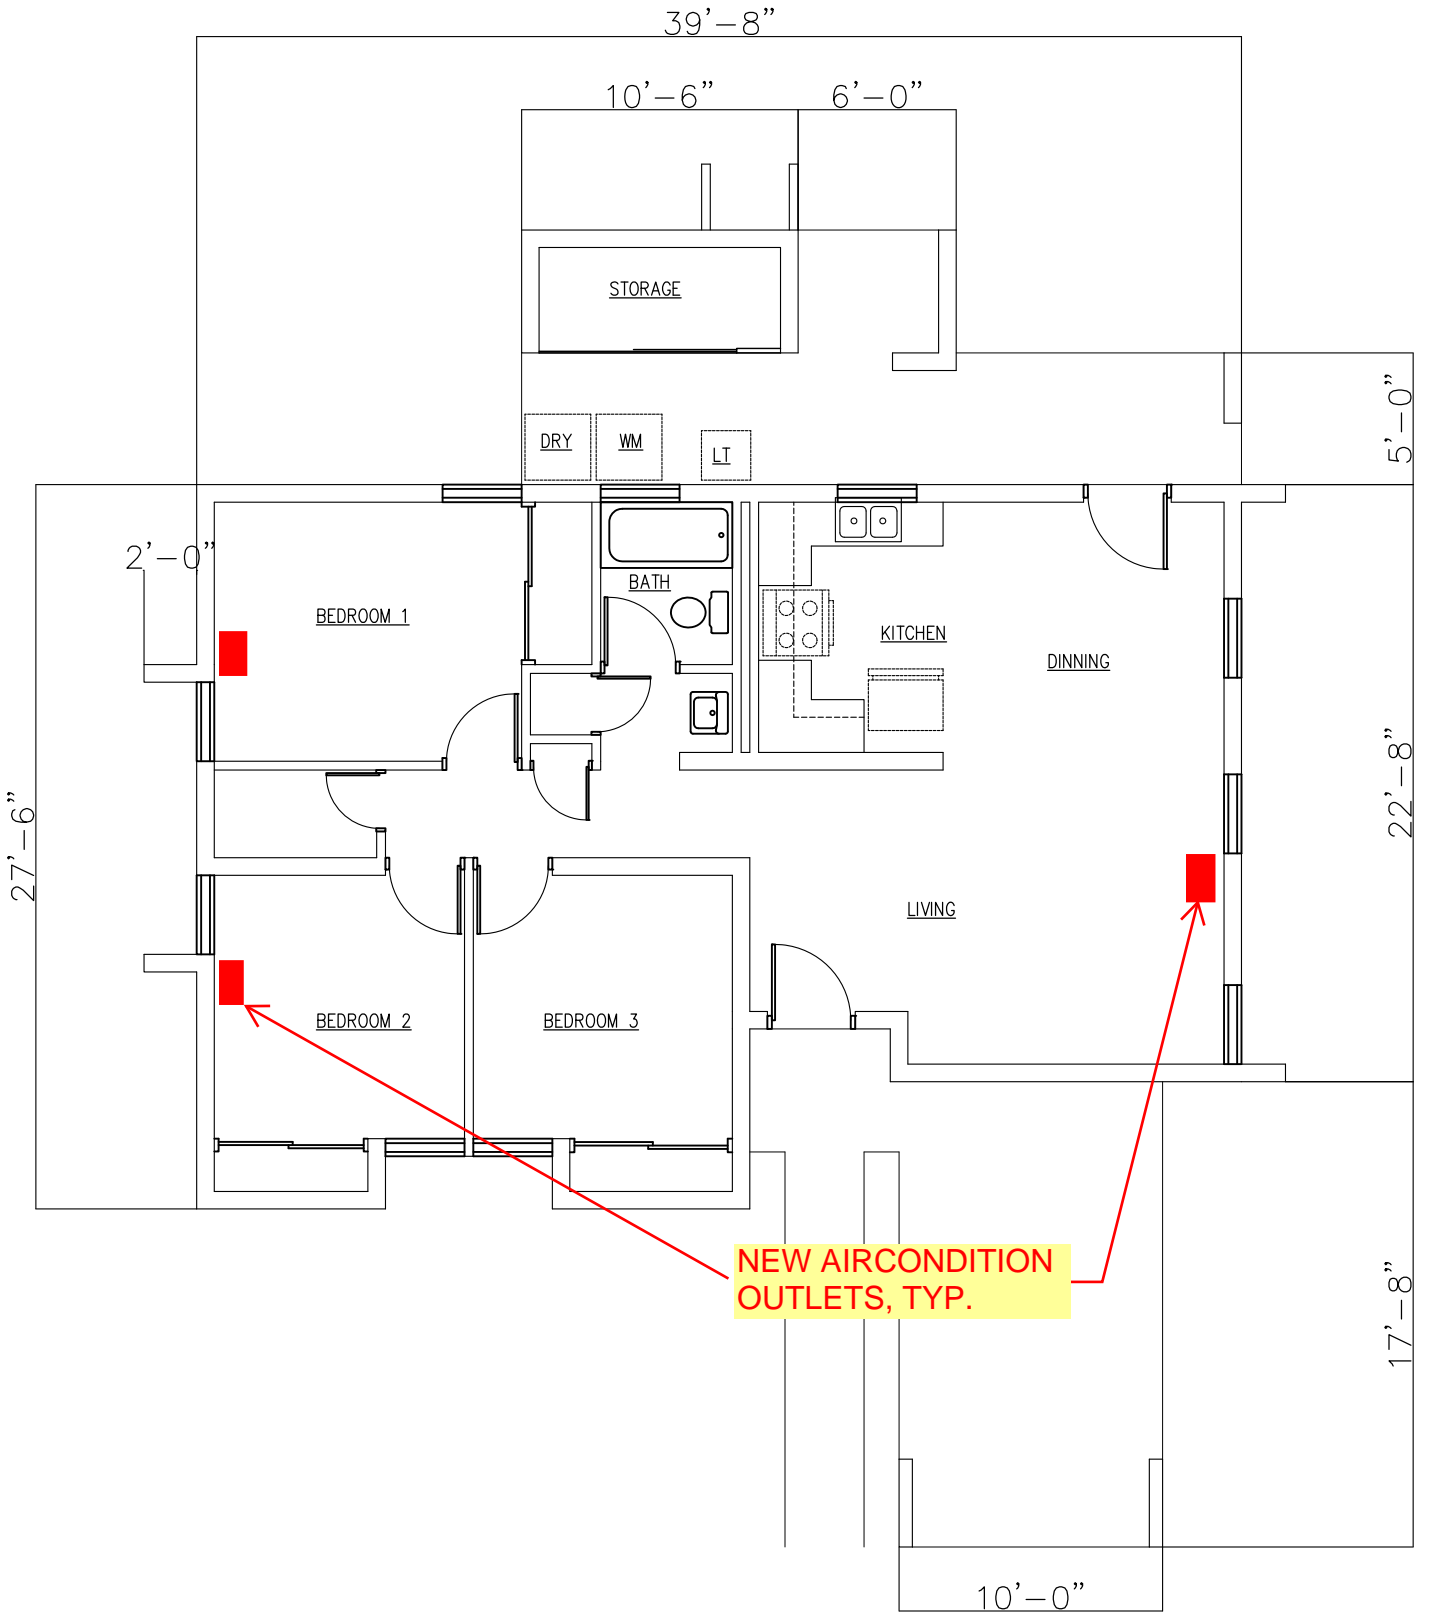 39'-8"
10'-6"
6'-0"
STORAGE
5'-0"
DRY
WM
LT
2'-0"
BATH
BEDROOM 1
KITCHEN
DINNING
22'-8"
27'-6"
LIVING
BEDROOM 2
BEDROOM 3
NEW AIRCONDITION
OUTLETS, TYP.
17'-8"
10'-0"